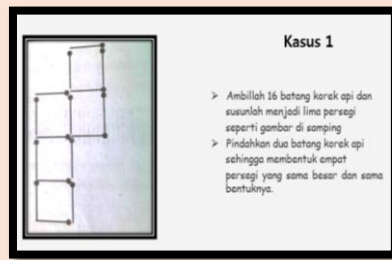 Kasus 1
➢ Ambillah 16 batang korek api dan
susunlah menjadi lima persegi
seperti gambar di samping
➢ Pindahkan dua batang korek api
sehingga membentuk empat
persegi yang sama besar dan sama
bentuknya.